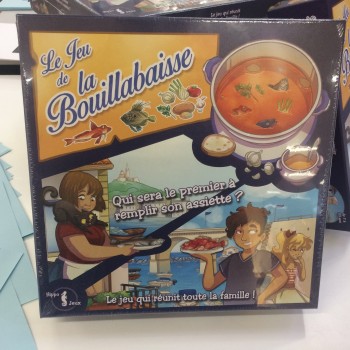 Le Jeu
de la
Bouillabaisse
Qui sera le premier à
remplir son assiette ?
Le jeu qui réunit toute la famille !
Jeux